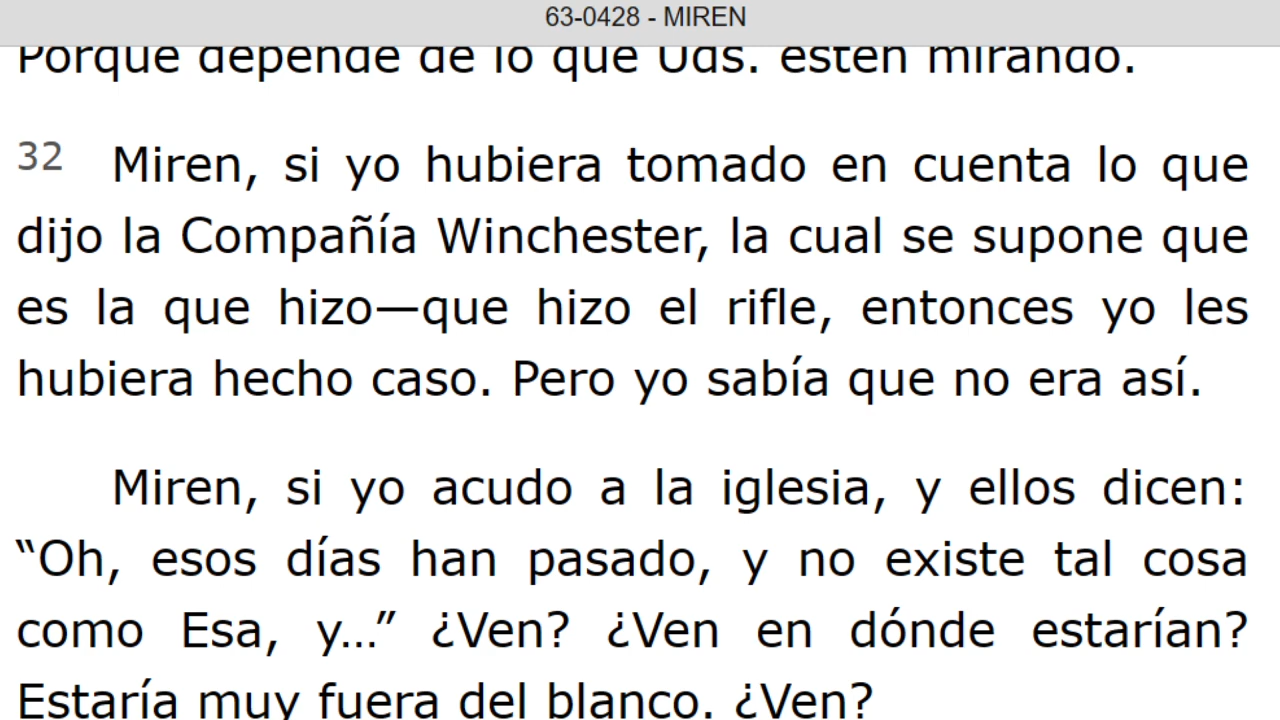 63-0428 - MIREN
Porque depende de lo que Uds. estén mirando.
32 Miren, si yo hubiera tomado en cuenta lo que
dijo la Compañía Winchester, la cual se supone que
es la que hizo—que hizo el rifle, entonces yo les
hubiera hecho caso. Pero yo sabía que no era así.
Miren, si yo acudo a la iglesia, y ellos dicen:
“Oh, esos días han pasado, y no existe tal cosa
como Esa, y…” ¿Ven? ¿Ven en dónde estarían?
Estaría muy fuera del blanco. ¿Ven?